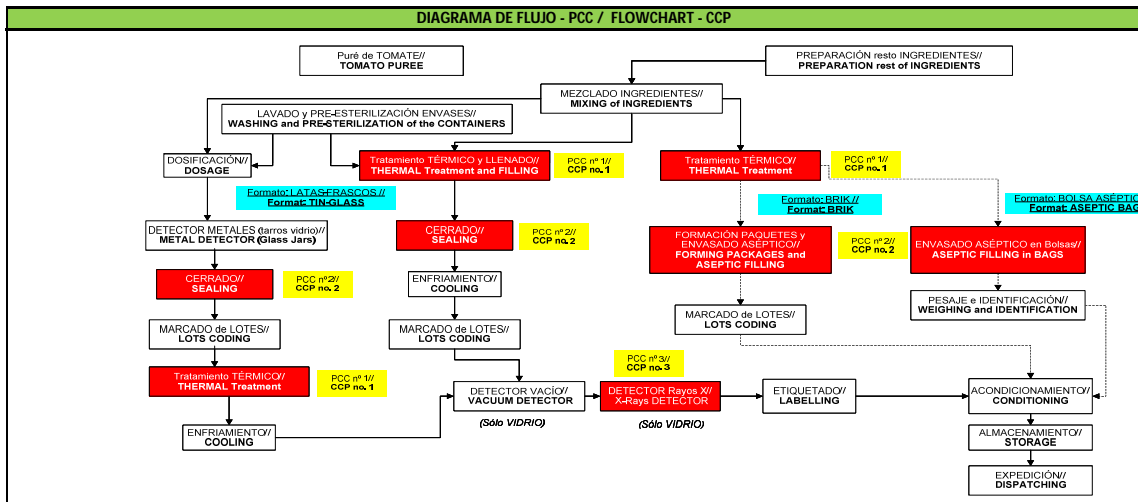 DIAGRAMA DE FLUJO - PCC / FLOWCHART - CCP
Puré de TOMATE//
TOMATO PUREE
PREPARACIÓN resto INGREDIENTES//
PREPARATION rest of INGREDIENTS
MEZCLADO INGREDIENTES//
MIXING of INGREDIENTS
LAVADO y PRE-ESTERILIZACIÓN ENVASES//
WASHING and PRE-STERILIZATION of the CONTAINERS
DOSIFICACIÓN//
DOSAGE
Tratamiento TÉRMICO y LLENADO//
THERMAL Treatment and FILLING
PCC nº 1//
CCP no. 1
Tratamiento TÉRMICO//
THERMAL Treatment
PCC nº 1//
CCP no. 1
Formato: LATAS-FRASCOS //
Format: TIN-GLASS
Formato: BRIK //
Format: BRIK
Formato: BOLSA ASÉPTIC
Format: ASEPTIC BAG
DETECTOR METALES (tarros vidrio)//
METAL DETECTOR (Glass Jars)
CERRADO//
SEALING
PCC nº2//
CCP no. 2
FORMACIÓN PAQUETES y
ENVASADO ASÉPTICO//
FORMING PACKAGES and
ASEPTIC FILLING
PCC nº2//
CCP no. 2
ENVASADO ASÉPTICO en Bolsas//
ASEPTIC FILLING in BAGS
CERRADO//
SEALING
PCC nº2//
CCP no. 2
ENFRIAMIENTO//
COOLING
PESAJE e IDENTIFICACIÓN//
WEIGHING and IDENTIFICATION
MARCADO de LOTES//
LOTS CODING
MARCADO de LOTES//
LOTS CODING
MARCADO de LOTES//
LOTS CODING
Tratamiento TÉRMICO//
THERMAL Treatment
PCC nº 1//
CCP no. 1
PCC nº 3//
CCP no. 3
DETECTOR VACÍO//
VACUUM DETECTOR
(Sólo VIDRIO)
DETECTOR Rayos X//
X-Rays DETECTOR
(Sólo VIDRIO)
ETIQUETADO//
LABELLING
ACONDICIONAMIENTO//
CONDITIONING
ENFRIAMIENTO//
COOLING
ALMACENAMIENTO//
STORAGE
EXPEDICIÓN//
DISPATCHING